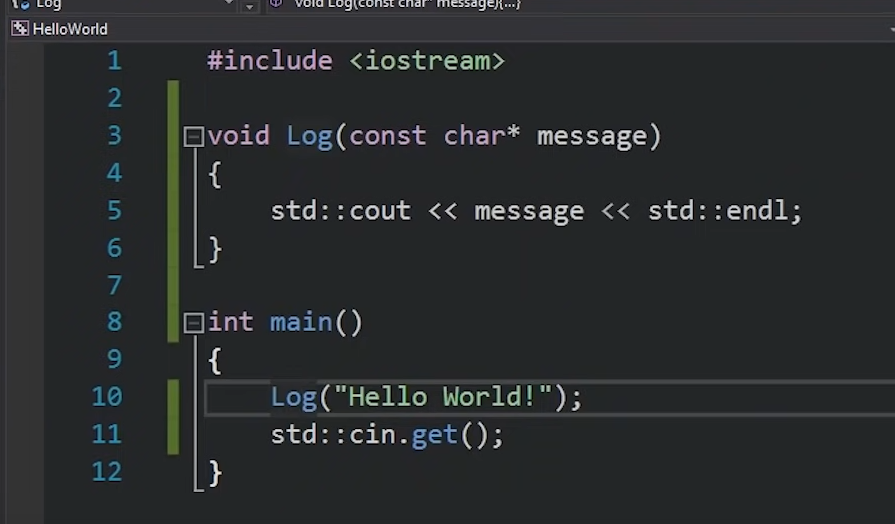 Log void Log(const char* message){...}
HelloWorld
1 #include <iostream>
2
3 void Log(const char* message)
4 {
5 std::cout << message << std::endl;
6 }
7
8 int main()
9 {
10 Log("Hello World!");
11 std::cin.get();
12 }